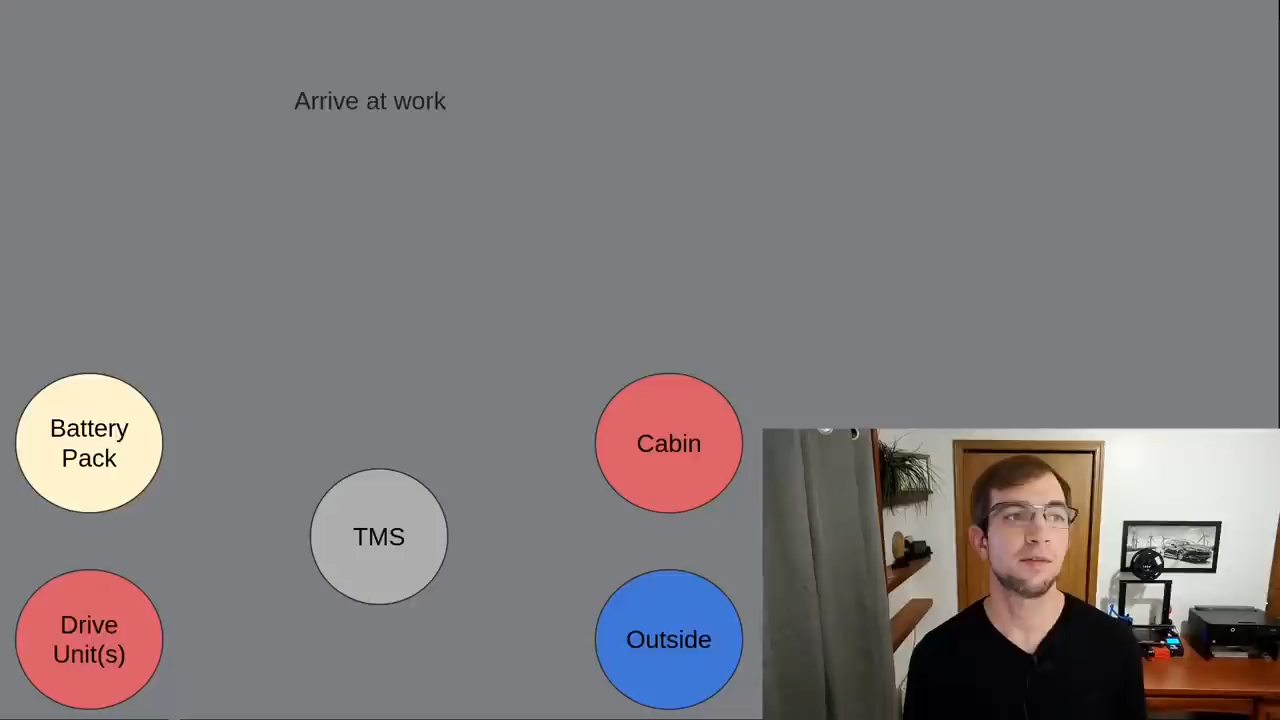 Arrive at work
Battery
Pack
Cabin
TMS
Drive
Unit(s)
Outside